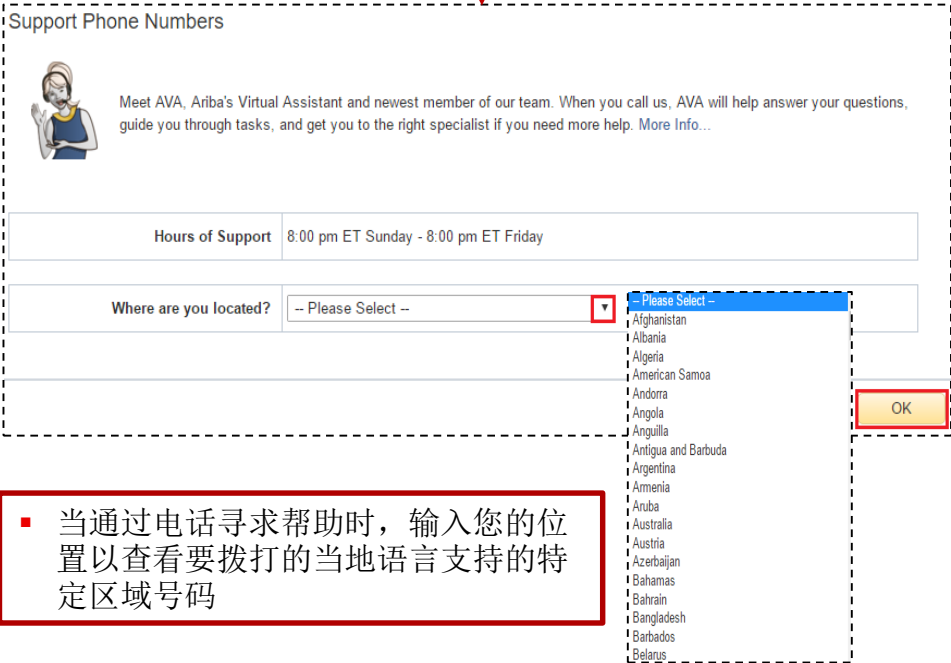 Support Phone Numbers
Meet AVA, Ariba's Virtual Assistant and newest member of our team. When you call us, AVA will help answer your questions,
guide you through tasks, and get you to the right specialist if you need more help. More Info...
Hours of Support 8:00 pm ET Sunday - 8:00 pm ET Friday
Where are you located? -- Please Select --
-- Please Select --
Afghanistan
Albania
Algeria
American Samoa
Andorra
Angola
Anguilla
Antigua and Barbuda
Argentina
Armenia
Aruba
Australia
Austria
Azerbaijan
Bahamas
Bahrain
Bangladesh
Barbados
Belarus
OK
当通过电话寻求帮助时，输入您的位
置以查看要拨打的当地语言支持的特
定区域号码